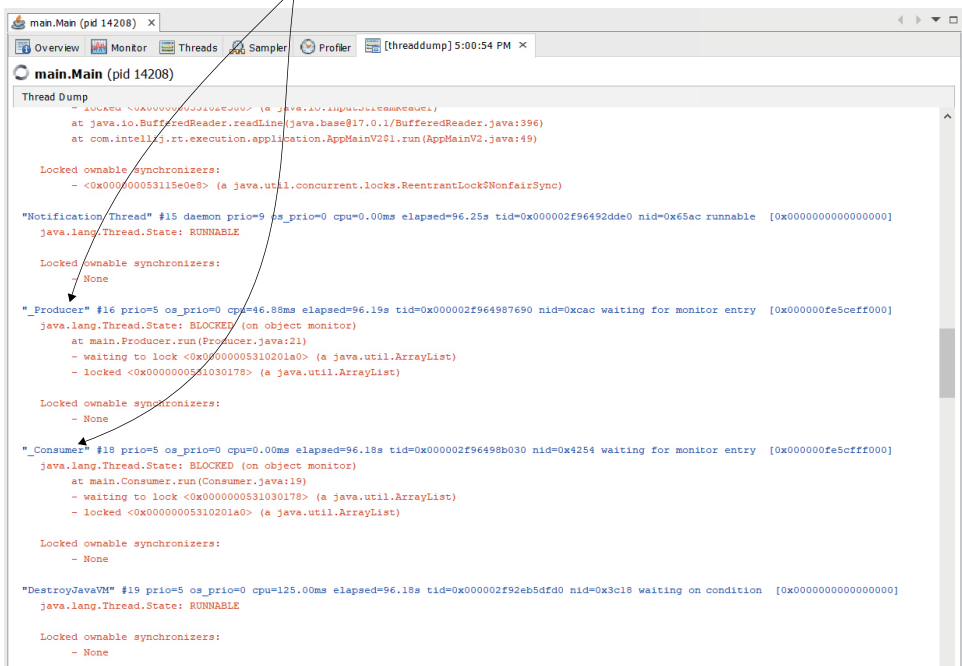 main.Main (pid 14208) ×
Overview Monitor Threads Sampler Profiler [threaddump] 5:00:54 PM ×
main.Main (pid 14208)
Thread Dump
- locked <0x000000053102e588> (a java.io.InputStreamReader)
at java.io.BufferedReader.readLine(java.base@17.0.1/BufferedReader.java:396)
at com.intellij.rt.execution.application.AppMainV2$1.run(AppMainV2.java:49)
Locked ownable synchronizers:
- <0x000000053115e0e8> (a java.util.concurrent.locks.ReentrantLock$NonfairSync)
"Notification Thread" #15 daemon prio=9 os_prio=0 cpu=0.00ms elapsed=96.25s tid=0x000002f96492dde0 nid=0x65ac runnable [0x0000000000000000]
java.lang.Thread.State: RUNNABLE
Locked ownable synchronizers:
- None
"_Producer" #16 prio=5 os_prio=0 cpu=46.88ms elapsed=96.19s tid=0x000002f964987690 nid=0xcac waiting for monitor entry [0x000000fe5ceff000]
java.lang.Thread.State: BLOCKED (on object monitor)
at main.Producer.run(Producer.java:21)
- waiting to lock <0x00000005310201a0> (a java.util.ArrayList)
- locked <0x0000000531030178> (a java.util.ArrayList)
Locked ownable synchronizers:
- None
"_Consumer" #18 prio=5 os_prio=0 cpu=0.00ms elapsed=96.18s tid=0x000002f96498b030 nid=0x4254 waiting for monitor entry [0x000000fe5cfff000]
java.lang.Thread.State: BLOCKED (on object monitor)
at main.Consumer.run(Consumer.java:19)
- waiting to lock <0x0000000531030178> (a java.util.ArrayList)
- locked <0x00000005310201a0> (a java.util.ArrayList)
Locked ownable synchronizers:
- None
"DestroyJavaVM" #19 prio=5 os_prio=0 cpu=125.00ms elapsed=96.18s tid=0x000002f92eb5dfd0 nid=0x3c18 waiting on condition [0x0000000000000000]
java.lang.Thread.State: RUNNABLE
Locked ownable synchronizers:
- None